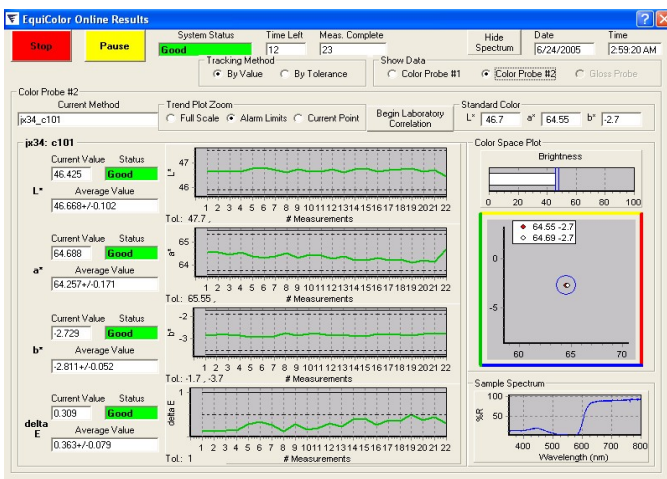 EquiColor Online Results
System Status Time Left Meas. Complete Hide Spectrum Date Time
Stop Pause Good 12 23 6/24/2005 2:59:20 AM
Tracking Method Show Data
By Value By Tolerance Color Probe #1 Color Probe #2 Gloss Probe
Color Probe #2
Current Method Trend Plot Zoom Begin Laboratory Correlation Standard Color
jx34_c101 Full Scale Alarm Limits Current Point L* 46.7 a* 64.55 b* -2.7
jx34: c101 Color Space Plot
Current Value Status
46.425 Good
L* Average Value
46.668+/-0.102
47
46
L*
1 2 3 4 5 6 7 8 9 10 11 12 13 14 15 16 17 18 19 20 21 22
Tol.: 47.7 , # Measurements
Brightness
0 20 40 60 80 100
Current Value Status
64.688 Good
a* Average Value
64.257+/-0.171
65
64
a*
1 2 3 4 5 6 7 8 9 10 11 12 13 14 15 16 17 18 19 20 21 22
Tol.: 65.55 , # Measurements
64.55 -2.7
64.69 -2.7
0
-5
60 65 70
Current Value Status
-2.729 Good
b* Average Value
-2.811+/-0.052
-2
-3
b*
1 2 3 4 5 6 7 8 9 10 11 12 13 14 15 16 17 18 19 20 21 22
Tol.: -1.7 , -3.7 # Measurements
Current Value Status
0.309 Good
delta E Average Value
0.363+/-0.079
1
delta E
1 2 3 4 5 6 7 8 9 10 11 12 13 14 15 16 17 18 19 20 21 22
Tol.: 1 # Measurements
Sample Spectrum
100
50
%R
400 500 600 700 800
Wavelength (nm)